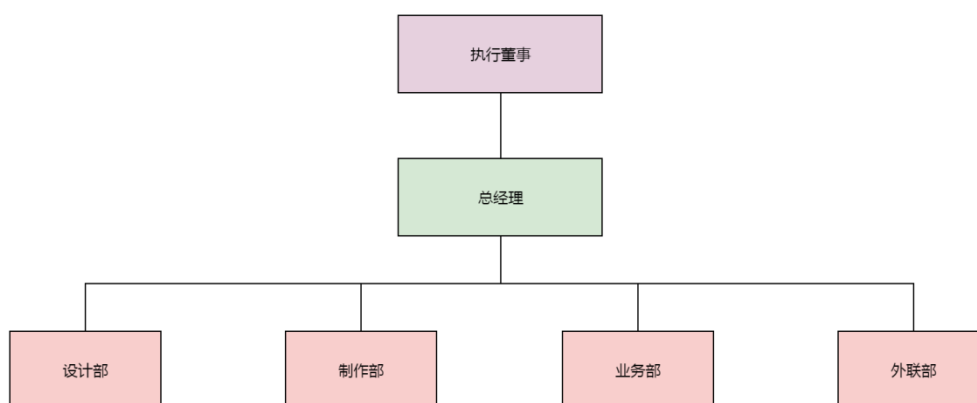 执行董事
总经理
设计部
制作部
业务部
外联部